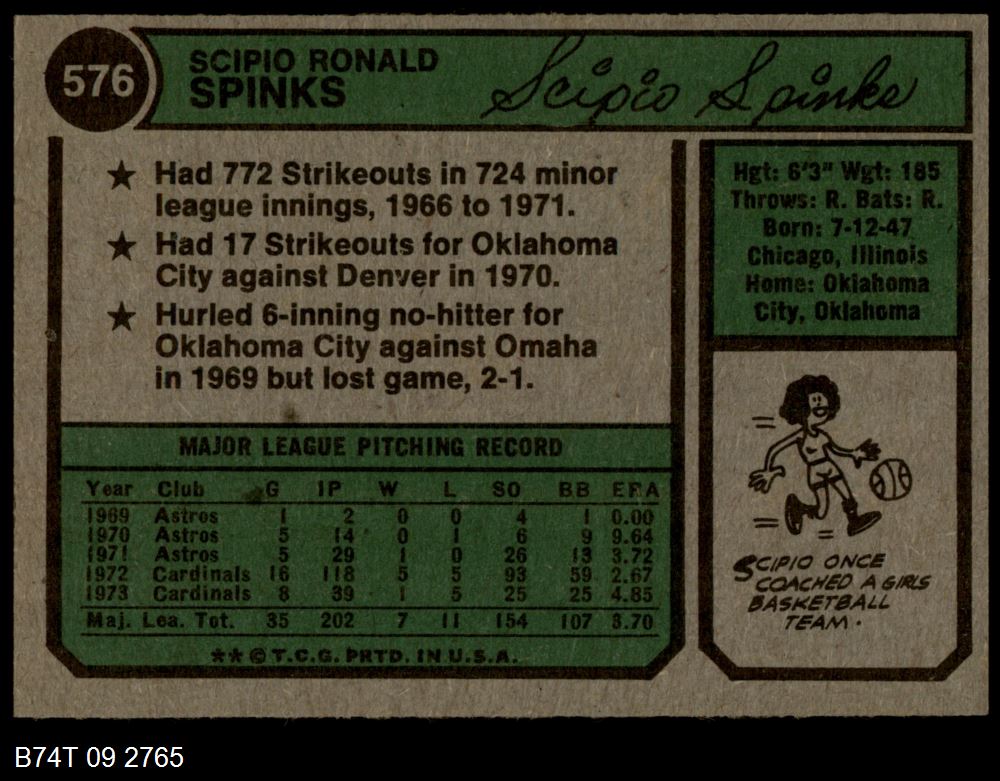 576
SCIPIO RONALD
SPINKS
Scipio Spinks
★ Had 772 Strikeouts in 724 minor
league innings, 1966 to 1971.
★ Had 17 Strikeouts for Oklahoma
City against Denver in 1970.
★ Hurled 6-inning no-hitter for
Oklahoma City against Omaha
in 1969 but lost game, 2-1.
Hgt: 6'3" Wgt: 185
Throws: R. Bats: R.
Born: 7-12-47
Chicago, Illinois
Home: Oklahoma
City, Oklahoma
MAJOR LEAGUE PITCHING RECORD
Year Club G IP W L SO BB ERA
1969 Astros 1 2 0 0 4 1 0.00
1970 Astros 5 14 0 1 6 9 9.64
1971 Astros 5 29 1 0 26 13 3.72
1972 Cardinals 16 118 5 5 93 59 2.67
1973 Cardinals 8 39 1 5 25 25 4.85
Maj. Lea. Tot. 35 202 7 11 154 107 3.70
★★ © T.C.G. PRTD. IN U.S.A.
SCIPIO ONCE
COACHED A GIRLS
BASKETBALL
TEAM.
B74T 09 2765